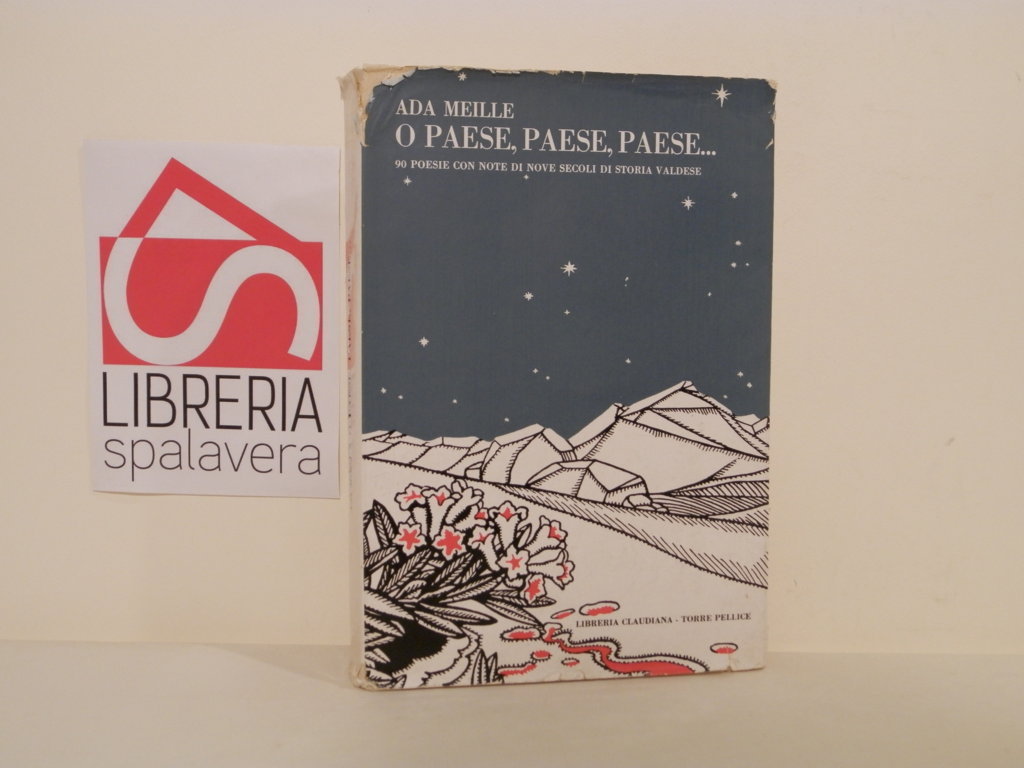 LIBRERIA
spalavera
ADA MEILLE
O PAESE, PAESE, PAESE...
90 POESIE CON NOTE DI NOVE SECOLI DI STORIA VALDESE
LIBRERIA CLAUDIANA - TORRE PELLICE